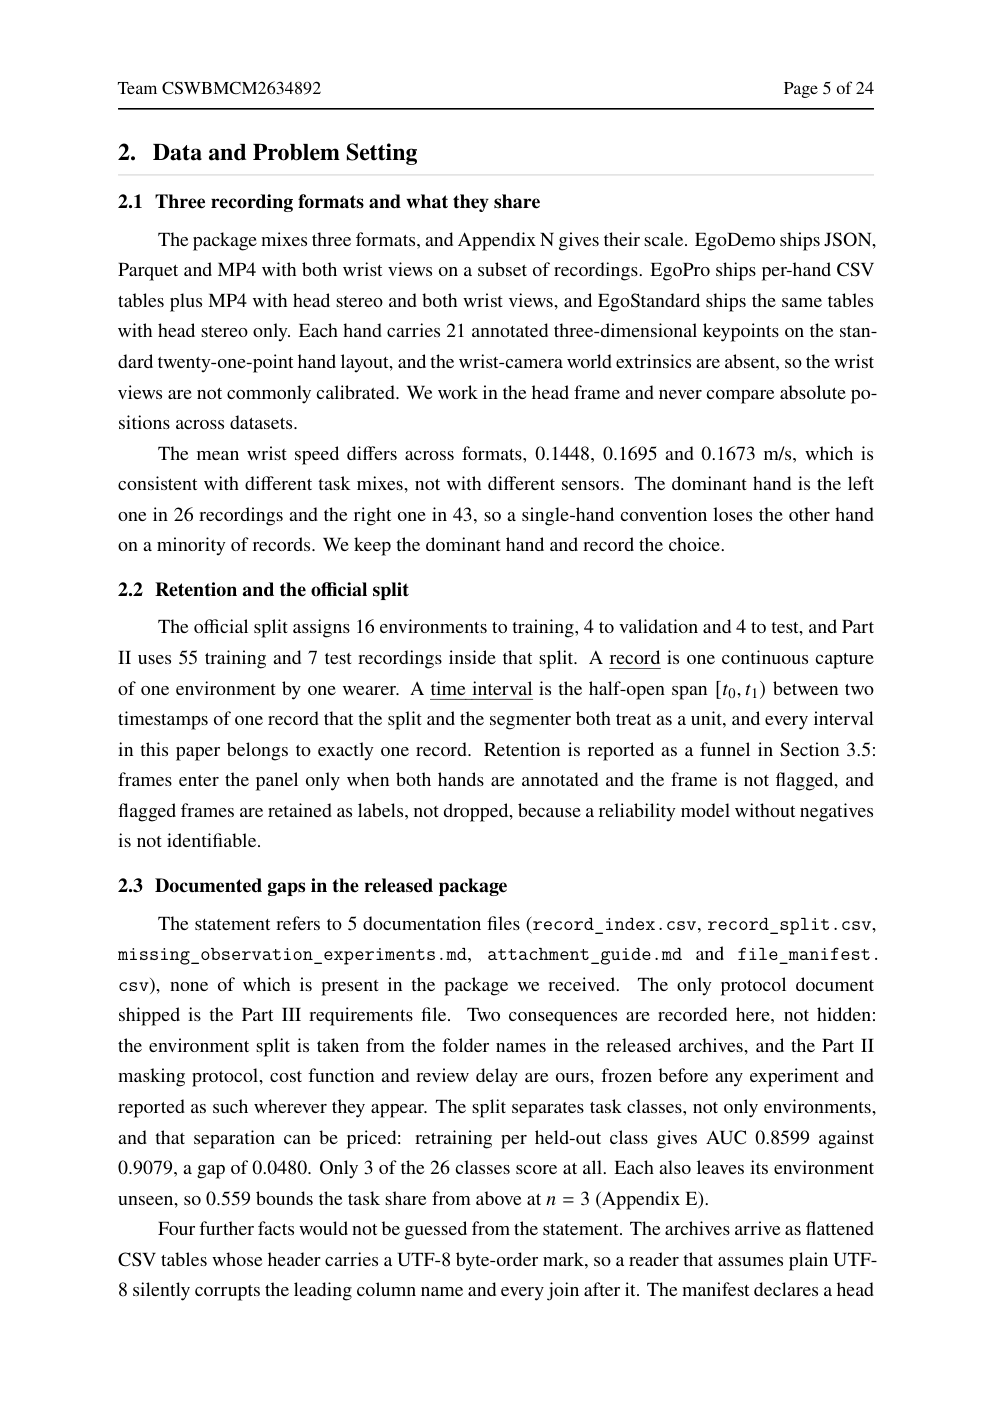 Team CSWBMCM2634892 Page 5 of 24
2. Data and Problem Setting
2.1 Three recording formats and what they share
The package mixes three formats, and Appendix N gives their scale. EgoDemo ships JSON,
Parquet and MP4 with both wrist views on a subset of recordings. EgoPro ships per-hand CSV
tables plus MP4 with head stereo and both wrist views, and EgoStandard ships the same tables
with head stereo only. Each hand carries 21 annotated three-dimensional keypoints on the stan-
dard twenty-one-point hand layout, and the wrist-camera world extrinsics are absent, so the wrist
views are not commonly calibrated. We work in the head frame and never compare absolute po-
sitions across datasets.
The mean wrist speed differs across formats, 0.1448, 0.1695 and 0.1673 m/s, which is
consistent with different task mixes, not with different sensors. The dominant hand is the left
one in 26 recordings and the right one in 43, so a single-hand convention loses the other hand
on a minority of records. We keep the dominant hand and record the choice.
2.2 Retention and the official split
The official split assigns 16 environments to training, 4 to validation and 4 to test, and Part
II uses 55 training and 7 test recordings inside that split. A record is one continuous capture
of one environment by one wearer. A time interval is the half-open span [t₀, t₁) between two
timestamps of one record that the split and the segmenter both treat as a unit, and every interval
in this paper belongs to exactly one record. Retention is reported as a funnel in Section 3.5:
frames enter the panel only when both hands are annotated and the frame is not flagged, and
flagged frames are retained as labels, not dropped, because a reliability model without negatives
is not identifiable.
2.3 Documented gaps in the released package
The statement refers to 5 documentation files (record_index.csv, record_split.csv,
missing_observation_experiments.md, attachment_guide.md and file_manifest.
csv), none of which is present in the package we received. The only protocol document
shipped is the Part III requirements file. Two consequences are recorded here, not hidden:
the environment split is taken from the folder names in the released archives, and the Part II
masking protocol, cost function and review delay are ours, frozen before any experiment and
reported as such wherever they appear. The split separates task classes, not only environments,
and that separation can be priced: retraining per held-out class gives AUC 0.8599 against
0.9079, a gap of 0.0480. Only 3 of the 26 classes score at all. Each also leaves its environment
unseen, so 0.559 bounds the task share from above at n = 3 (Appendix E).
Four further facts would not be guessed from the statement. The archives arrive as flattened
CSV tables whose header carries a UTF-8 byte-order mark, so a reader that assumes plain UTF-
8 silently corrupts the leading column name and every join after it. The manifest declares a head